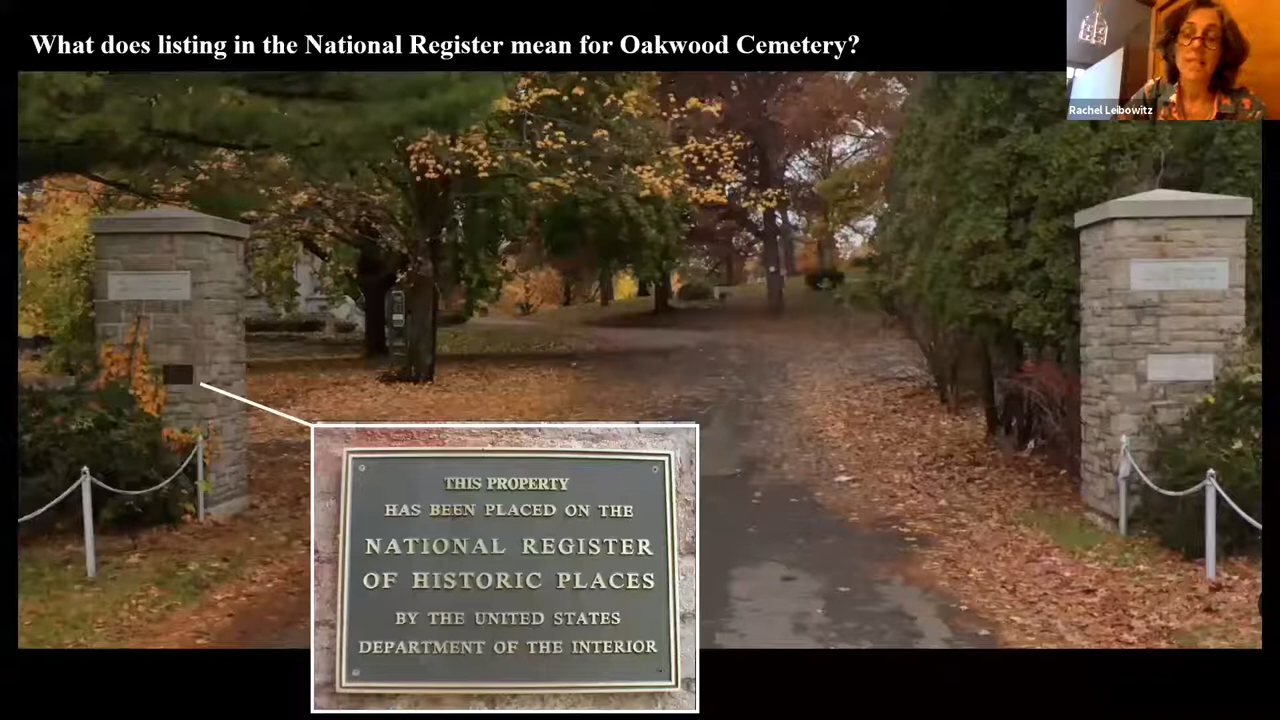 What does listing in the National Register mean for Oakwood Cemetery?
Rachel Leibowitz
THIS PROPERTY
HAS BEEN PLACED ON THE
NATIONAL REGISTER
OF HISTORIC PLACES
BY THE UNITED STATES
DEPARTMENT OF THE INTERIOR